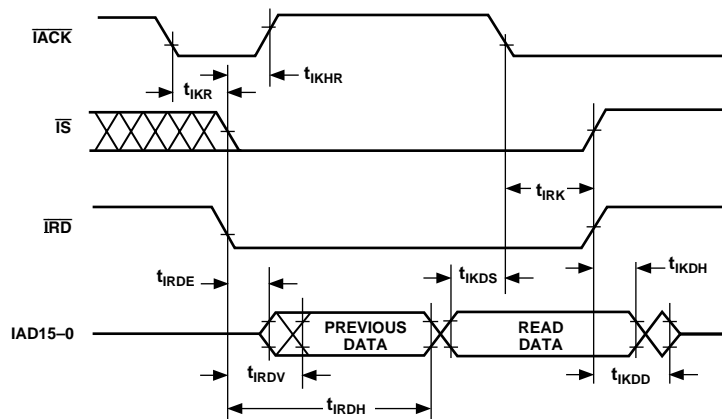 IACK
tIKHR
tIKR
IS
tIRK
IRD
tIRDE
tIKDS
tIKDH
IAD15–0
PREVIOUS
DATA
READ
DATA
tIRDV
tIKDD
tIRDH